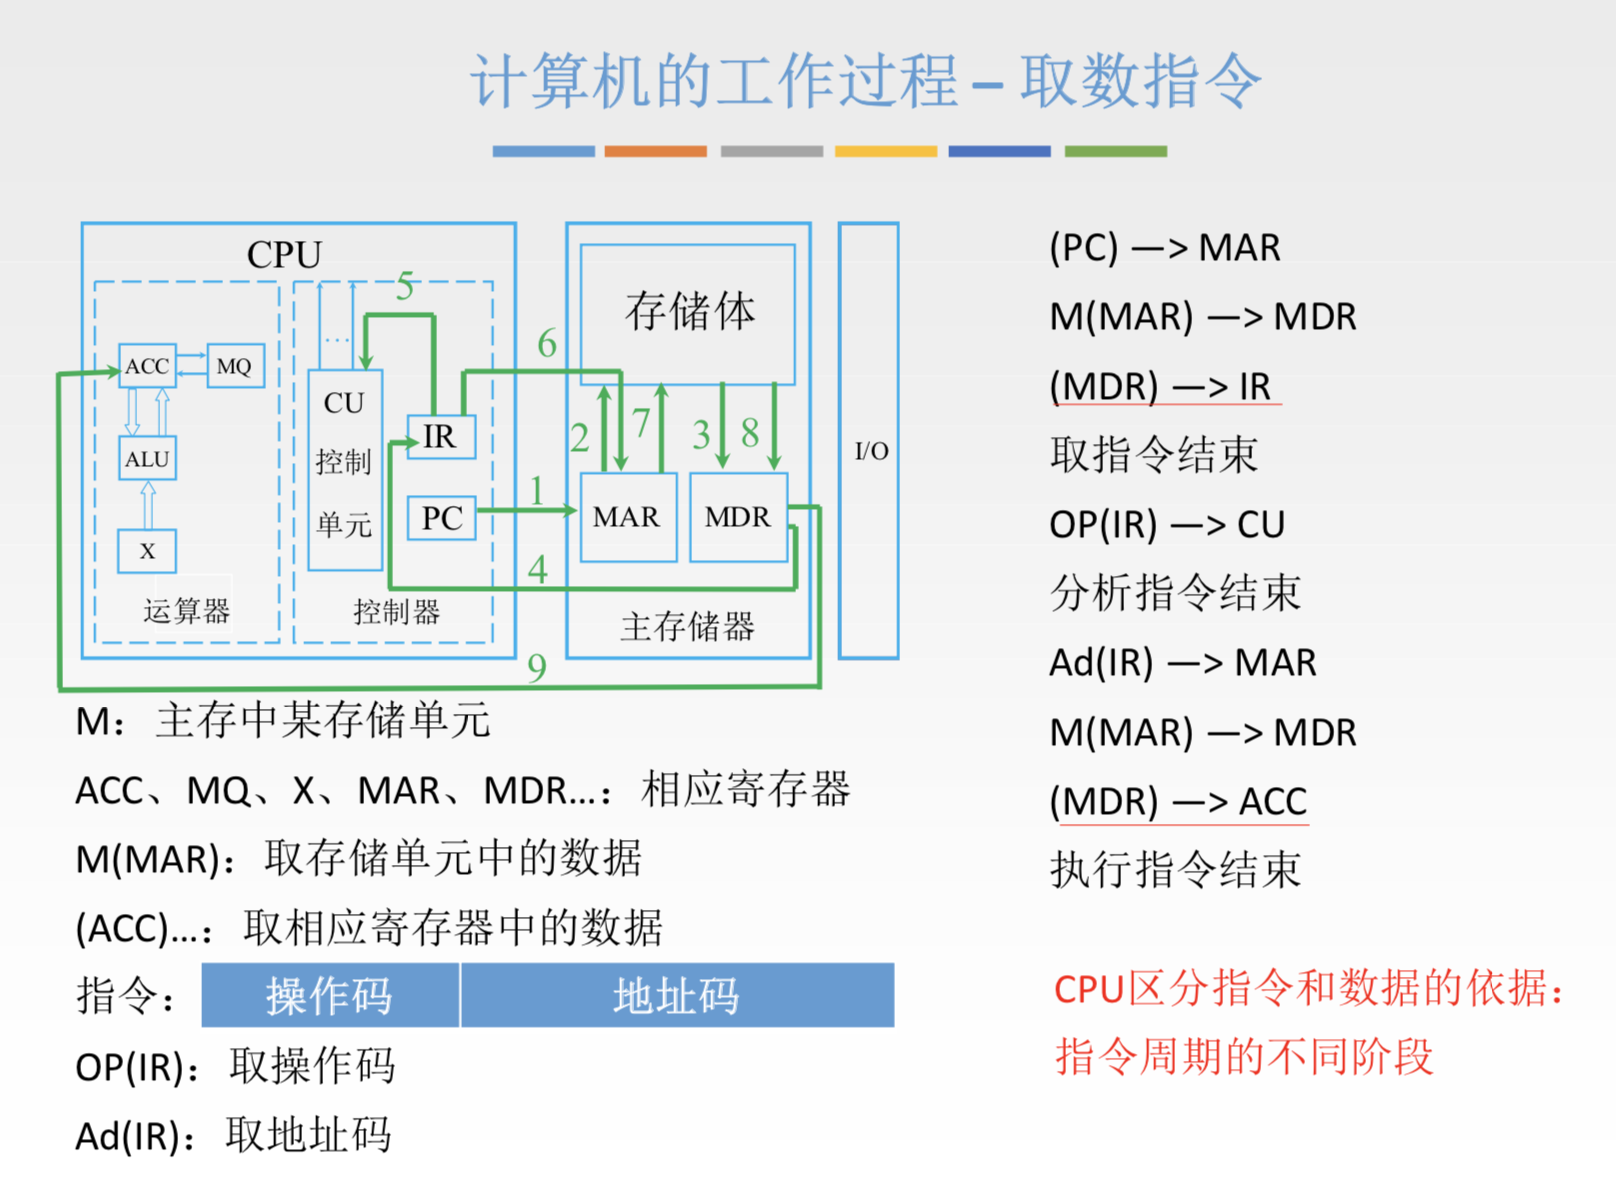 计算机的工作过程 – 取数指令
CPU
5
ACC
MQ
ALU
X
运算器
...
CU
控制
单元
IR
PC
控制器
6
1
4
9
存储体
2
7
3
8
MAR
MDR
主存储器
I/O
M：主存中某存储单元
ACC、MQ、X、MAR、MDR...：相应寄存器
M(MAR)：取存储单元中的数据
(ACC)...：取相应寄存器中的数据
指令：操作码 地址码
OP(IR)：取操作码
Ad(IR)：取地址码
(PC) —> MAR
M(MAR) —> MDR
(MDR) —> IR
取指令结束
OP(IR) —> CU
分析指令结束
Ad(IR) —> MAR
M(MAR) —> MDR
(MDR) —> ACC
执行指令结束
CPU区分指令和数据的依据：
指令周期的不同阶段